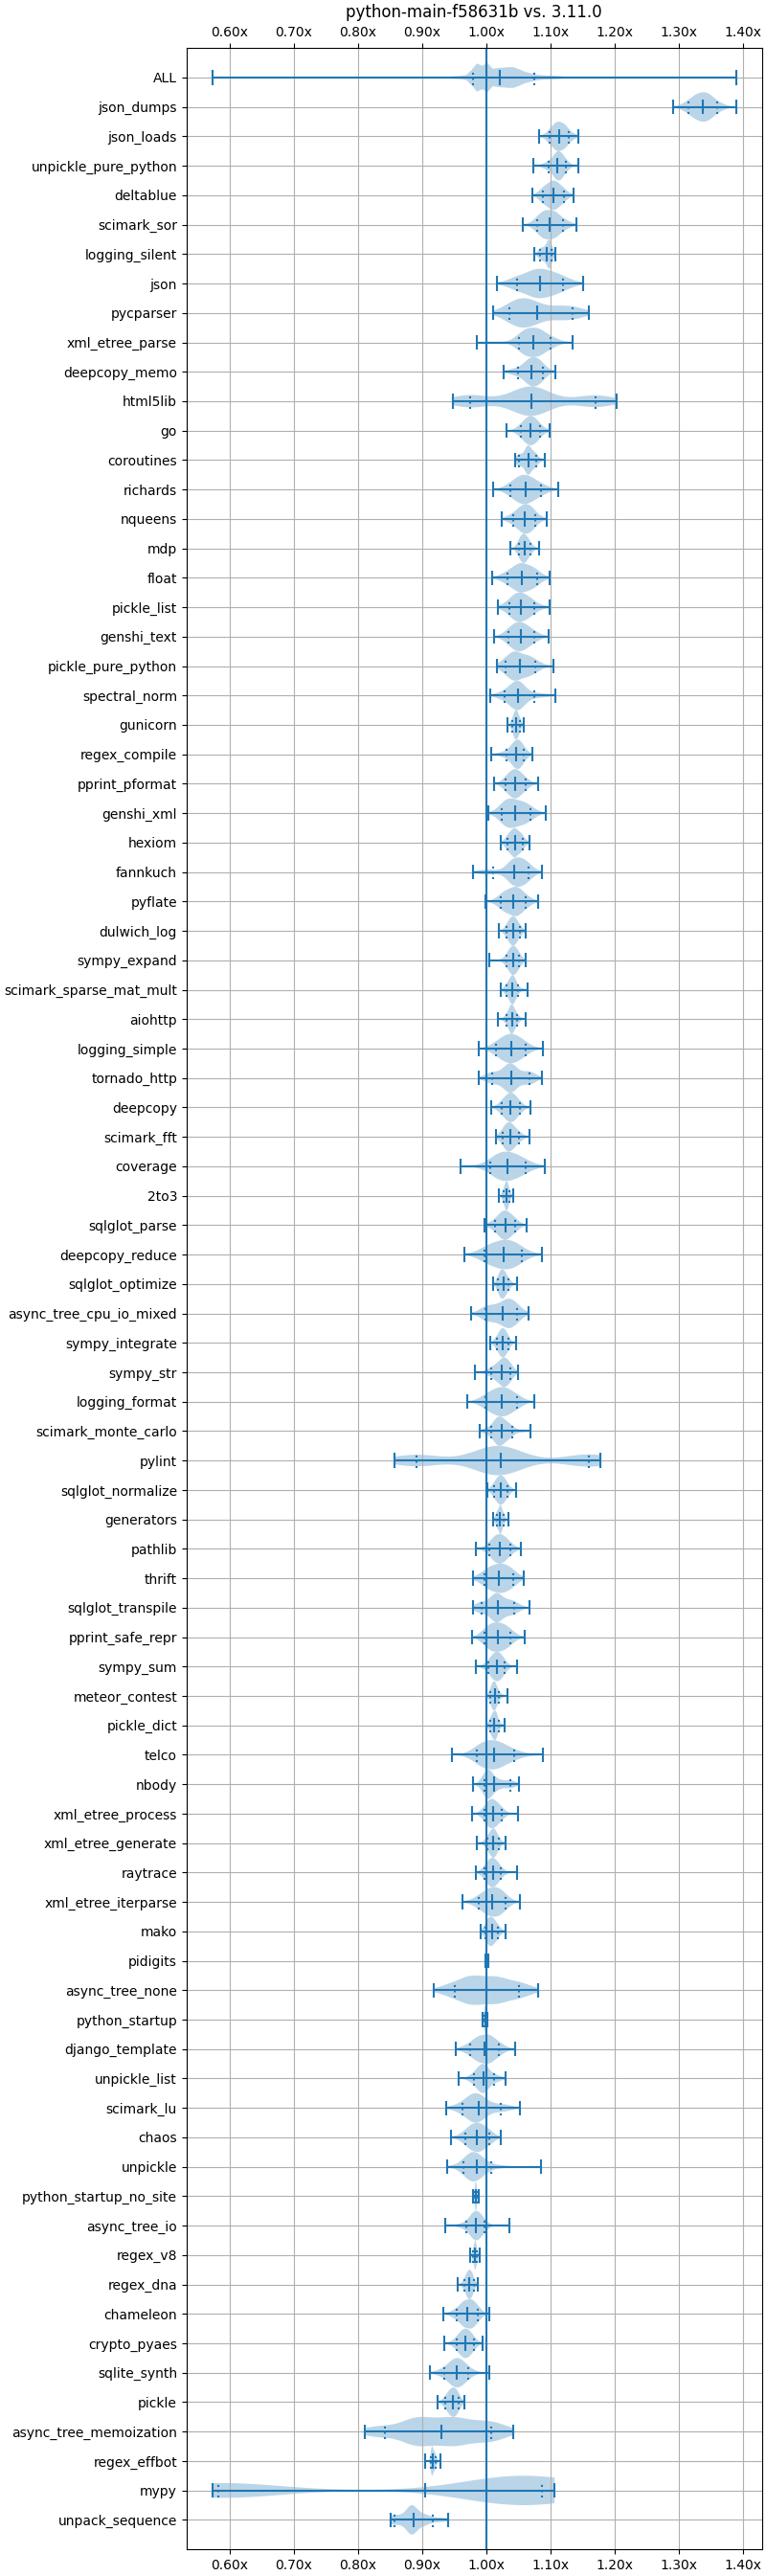 python-main-f58631b vs. 3.11.0
0.60x 0.70x 0.80x 0.90x 1.00x 1.10x 1.20x 1.30x 1.40x
ALL
json_dumps
json_loads
unpickle_pure_python
deltablue
scimark_sor
logging_silent
json
pycparser
xml_etree_parse
deepcopy_memo
html5lib
go
coroutines
richards
nqueens
mdp
float
pickle_list
genshi_text
pickle_pure_python
spectral_norm
gunicorn
regex_compile
pprint_pformat
genshi_xml
hexiom
fannkuch
pyflate
dulwich_log
sympy_expand
scimark_sparse_mat_mult
aiohttp
logging_simple
tornado_http
deepcopy
scimark_fft
coverage
2to3
sqlglot_parse
deepcopy_reduce
sqlglot_optimize
async_tree_cpu_io_mixed
sympy_integrate
sympy_str
logging_format
scimark_monte_carlo
pylint
sqlglot_normalize
generators
pathlib
thrift
sqlglot_transpile
pprint_safe_repr
sympy_sum
meteor_contest
pickle_dict
telco
nbody
xml_etree_process
xml_etree_generate
raytrace
xml_etree_iterparse
mako
pidigits
async_tree_none
python_startup
django_template
unpickle_list
scimark_lu
chaos
unpickle
python_startup_no_site
async_tree_io
regex_v8
regex_dna
chameleon
crypto_pyaes
sqlite_synth
pickle
async_tree_memoization
regex_effbot
mypy
unpack_sequence
0.60x 0.70x 0.80x 0.90x 1.00x 1.10x 1.20x 1.30x 1.40x